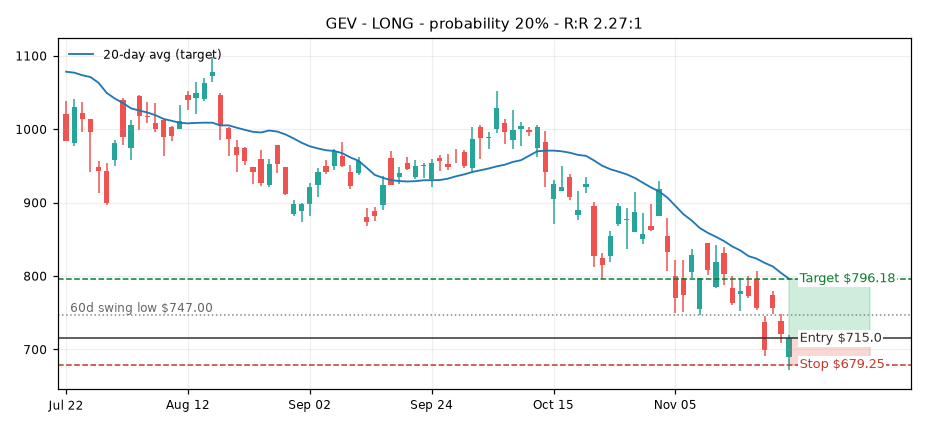 GEV - LONG - probability 20% - R:R 2.27:1
20-day avg (target)
1100
1000
900
800
700
Target $796.18
60d swing low $747.00
Entry $715.0
Stop $679.25
Jul 22
Aug 12
Sep 02
Sep 24
Oct 15
Nov 05